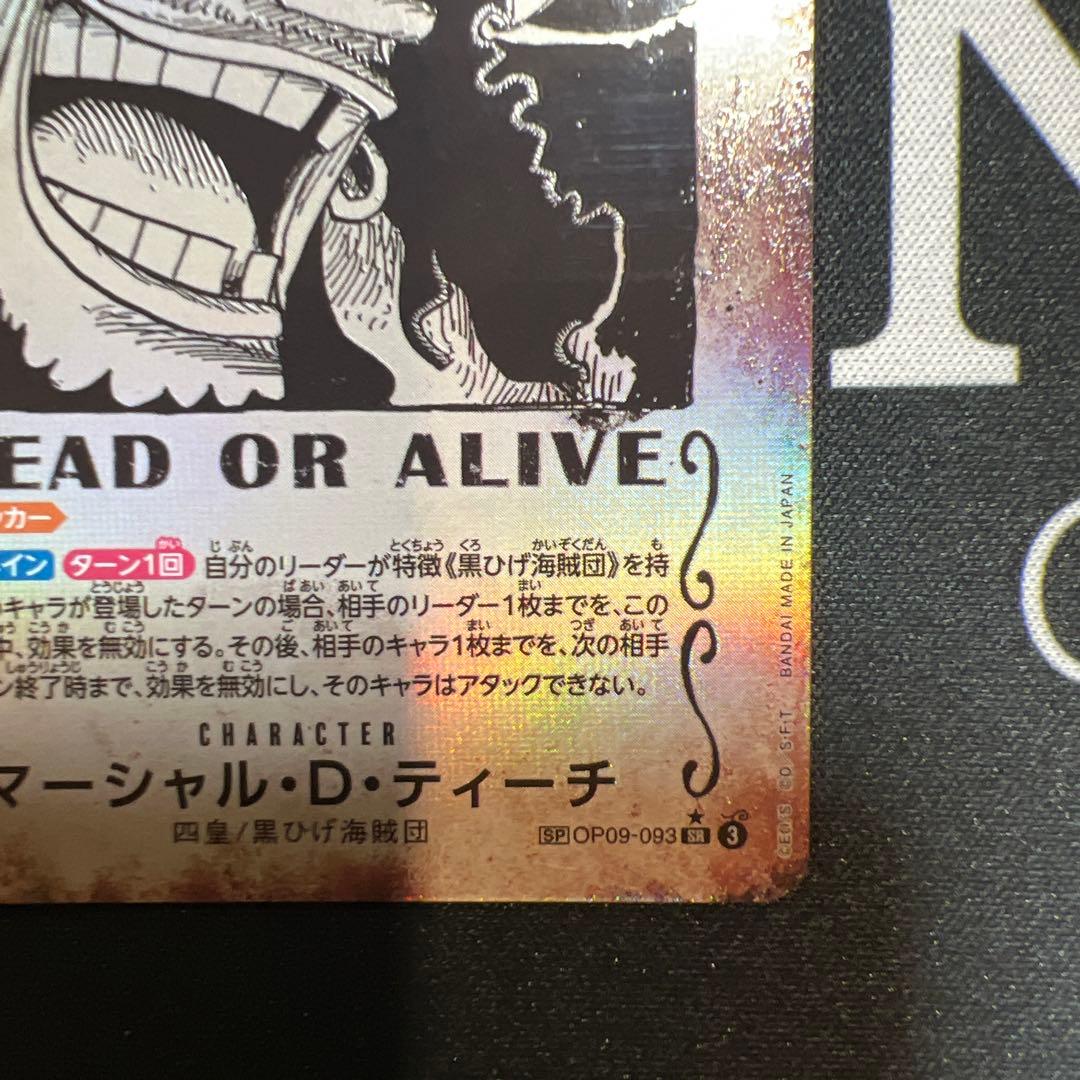 EAD OR ALIVE
ッカー
イン ターン1回 自分のリーダーが特徴《黒ひげ海賊団》を持
のキャラが登場したターンの場合、相手のリーダー1枚までを、この
中、効果を無効にする。その後、相手のキャラ1枚までを、次の相手
ン終了時まで、効果を無効にし、そのキャラはアタックできない。
CHARACTER
マーシャル・D・ティーチ
四皇/黒ひげ海賊団
SP OP09-093 SR 3
©E.O./S. ©O. S・F・T BANDAI MADE IN JAPAN
N